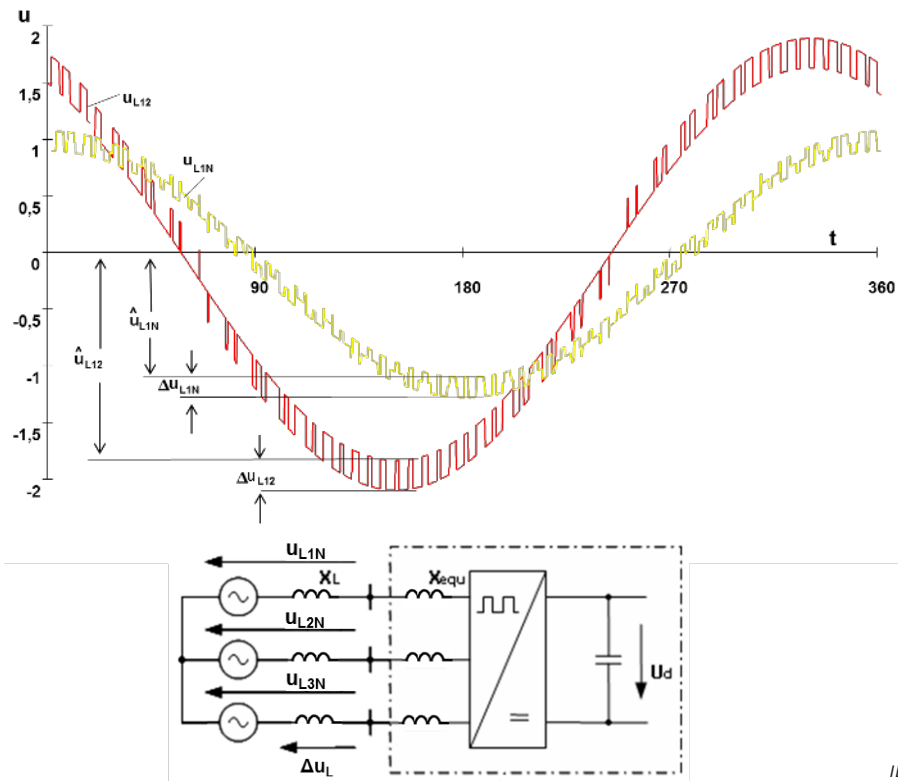 u
2
1,5
u_L12
1
u_L1N
0,5
t
0
90
180
270
360
-0,5
û_L1N
û_L12
-1
Δu_L1N
-1,5
Δu_L12
-2
u_L1N
X_L
X_equ
u_L2N
u_L3N
U_d
Δu_L